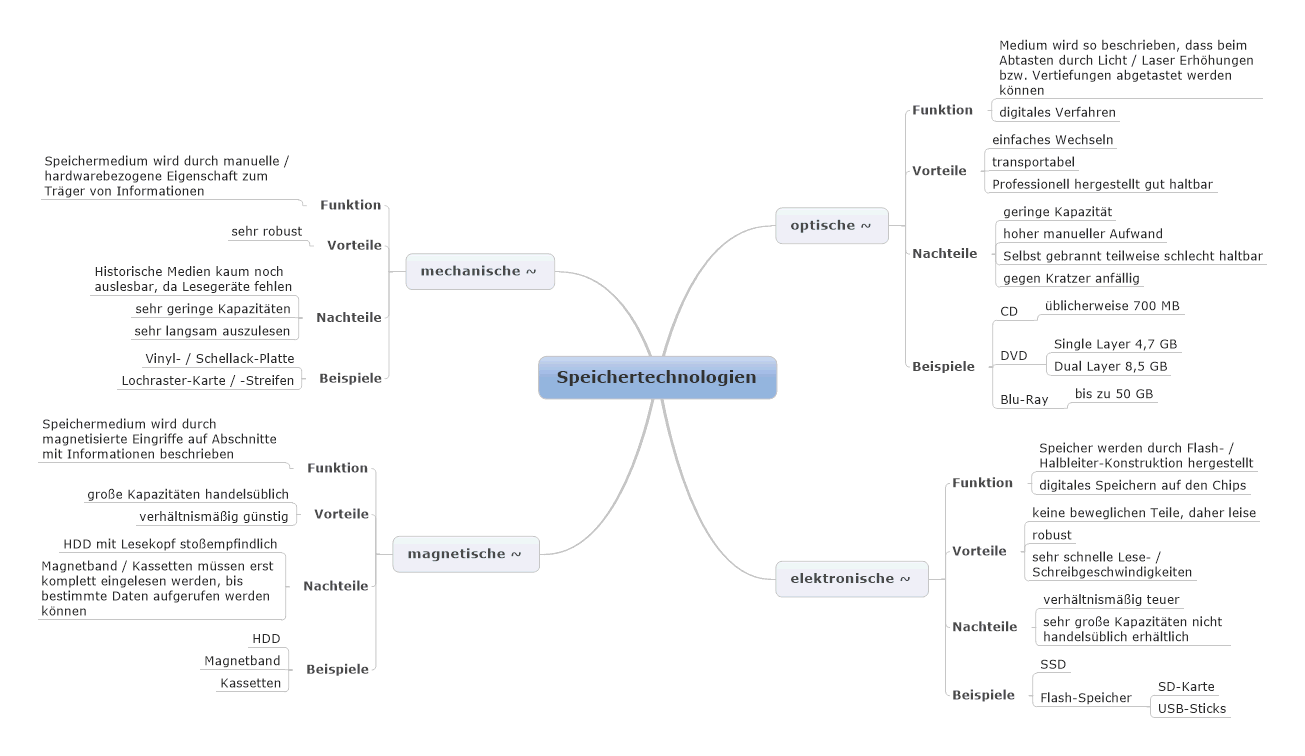 Speichertechnologien
mechanische ~
Funktion
Speichermedium wird durch manuelle /
hardwarebezogene Eigenschaft zum
Träger von Informationen
Vorteile
sehr robust
Nachteile
Historische Medien kaum noch
auslesbar, da Lesegeräte fehlen
sehr geringe Kapazitäten
sehr langsam auszulesen
Beispiele
Vinyl- / Schellack-Platte
Lochraster-Karte / -Streifen
magnetische ~
Funktion
Speichermedium wird durch
magnetisierte Eingriffe auf Abschnitte
mit Informationen beschrieben
Vorteile
große Kapazitäten handelsüblich
verhältnismäßig günstig
Nachteile
HDD mit Lesekopf stoßempfindlich
Magnetband / Kassetten müssen erst
komplett eingelesen werden, bis
bestimmte Daten aufgerufen werden
können
Beispiele
HDD
Magnetband
Kassetten
optische ~
Funktion
Medium wird so beschrieben, dass beim
Abtasten durch Licht / Laser Erhöhungen
bzw. Vertiefungen abgetastet werden
können
digitales Verfahren
Vorteile
einfaches Wechseln
transportabel
Professionell hergestellt gut haltbar
Nachteile
geringe Kapazität
hoher manueller Aufwand
Selbst gebrannt teilweise schlecht haltbar
gegen Kratzer anfällig
Beispiele
CD
üblicherweise 700 MB
DVD
Single Layer 4,7 GB
Dual Layer 8,5 GB
Blu-Ray
bis zu 50 GB
elektronische ~
Funktion
Speicher werden durch Flash- /
Halbleiter-Konstruktion hergestellt
digitales Speichern auf den Chips
Vorteile
keine beweglichen Teile, daher leise
robust
sehr schnelle Lese- /
Schreibgeschwindigkeiten
Nachteile
verhältnismäßig teuer
sehr große Kapazitäten nicht
handelsüblich erhältlich
Beispiele
SSD
Flash-Speicher
SD-Karte
USB-Sticks